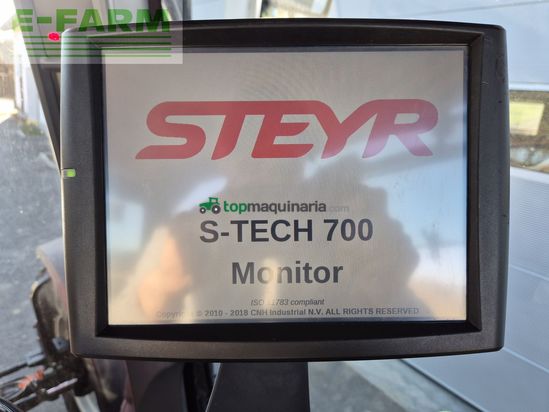 E-FARM
STEYR
topmaquinaria.com
S-TECH 700
Monitor
ISO 11783 compliant
Copyright © 2010 - 2018 CNH Industrial N.V. ALL RIGHTS RESERVED